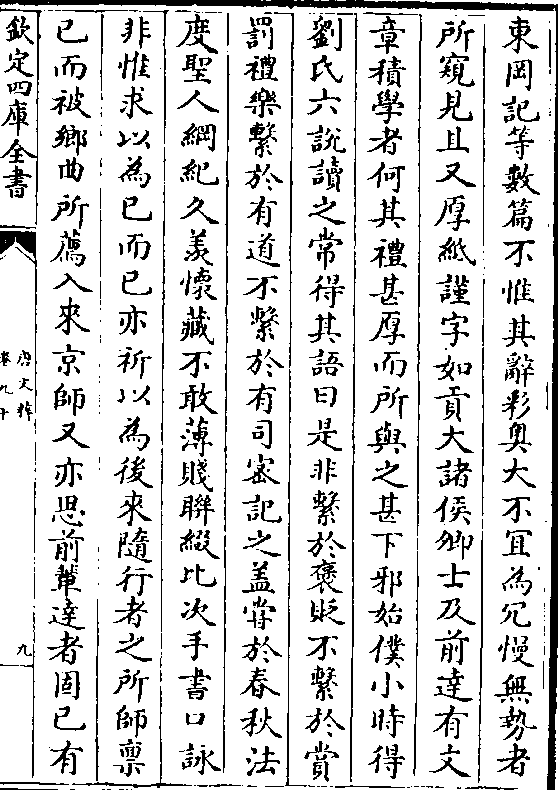 東岡記等數篇不惟其辭彩奧大不宜為冗慢無勢者
所窺見且又厚紙謹字如貢大諸侯卿士及前達有文
章積學者何其禮甚厚而所與之甚下邪始僕小時得
劉氏六說讀之常得其語曰是非繫於褒貶不繫於賞
罰禮樂繫於有道不繫於有司密記之盖嘗於春秋法
度聖人綱紀久羨懷藏不敢薄賤聯綴比次手書口詠
非惟求以為已而已亦祈以為後來隨行者之所師禀
已而被鄉曲所薦入來京師又亦思前輩達者固已有
欽定四庫全書
唐文粹
卷九十
九